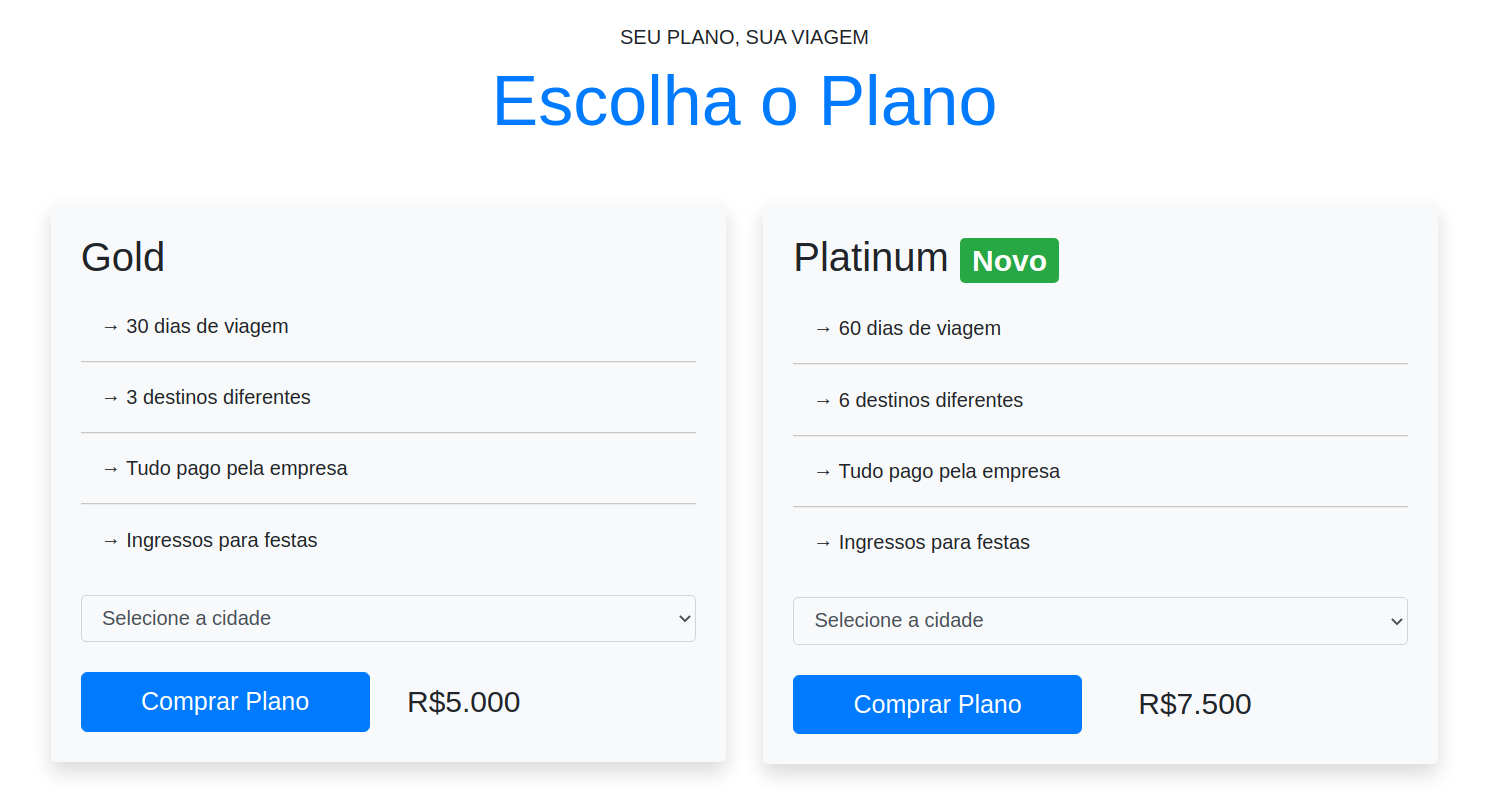 SEU PLANO, SUA VIAGEM
Escolha o Plano
Gold
→ 30 dias de viagem
→ 3 destinos diferentes
→ Tudo pago pela empresa
→ Ingressos para festas
Selecione a cidade
Comprar Plano
R$5.000
Platinum Novo
→ 60 dias de viagem
→ 6 destinos diferentes
→ Tudo pago pela empresa
→ Ingressos para festas
Selecione a cidade
Comprar Plano
R$7.500